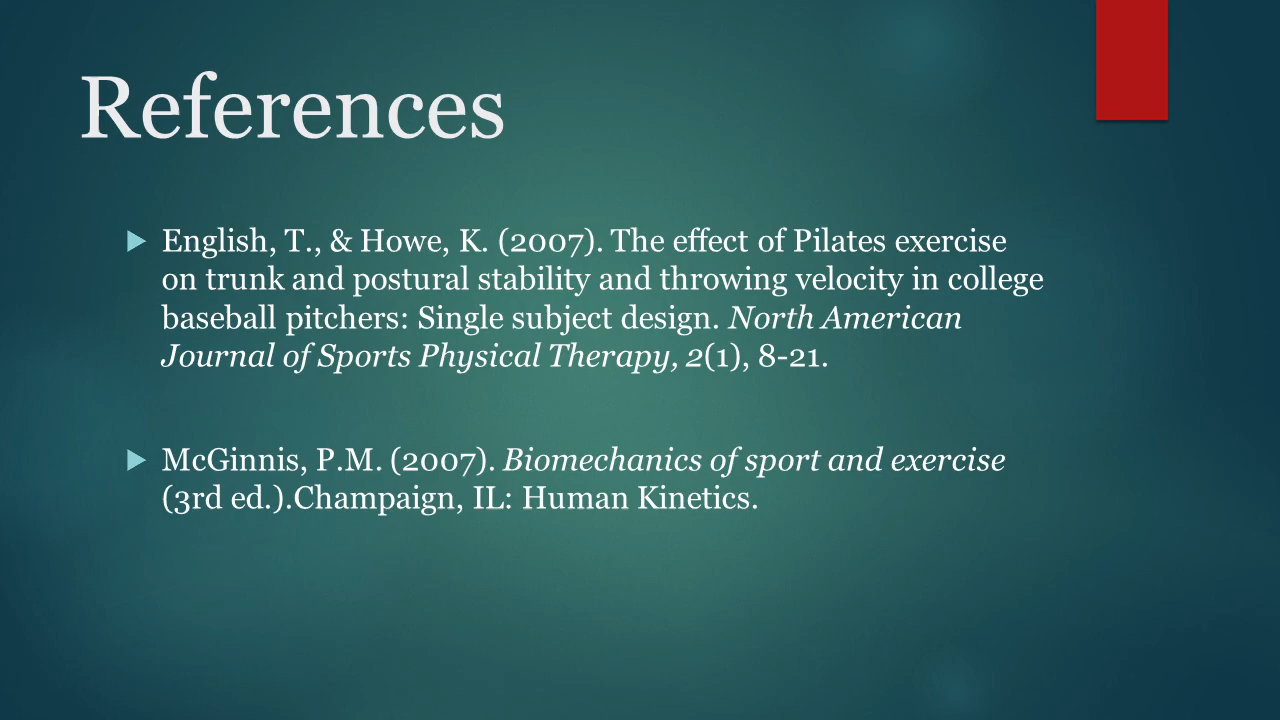 References
English, T., & Howe, K. (2007). The effect of Pilates exercise
on trunk and postural stability and throwing velocity in college
baseball pitchers: Single subject design. North American
Journal of Sports Physical Therapy, 2(1), 8-21.
McGinnis, P.M. (2007). Biomechanics of sport and exercise
(3rd ed.).Champaign, IL: Human Kinetics.